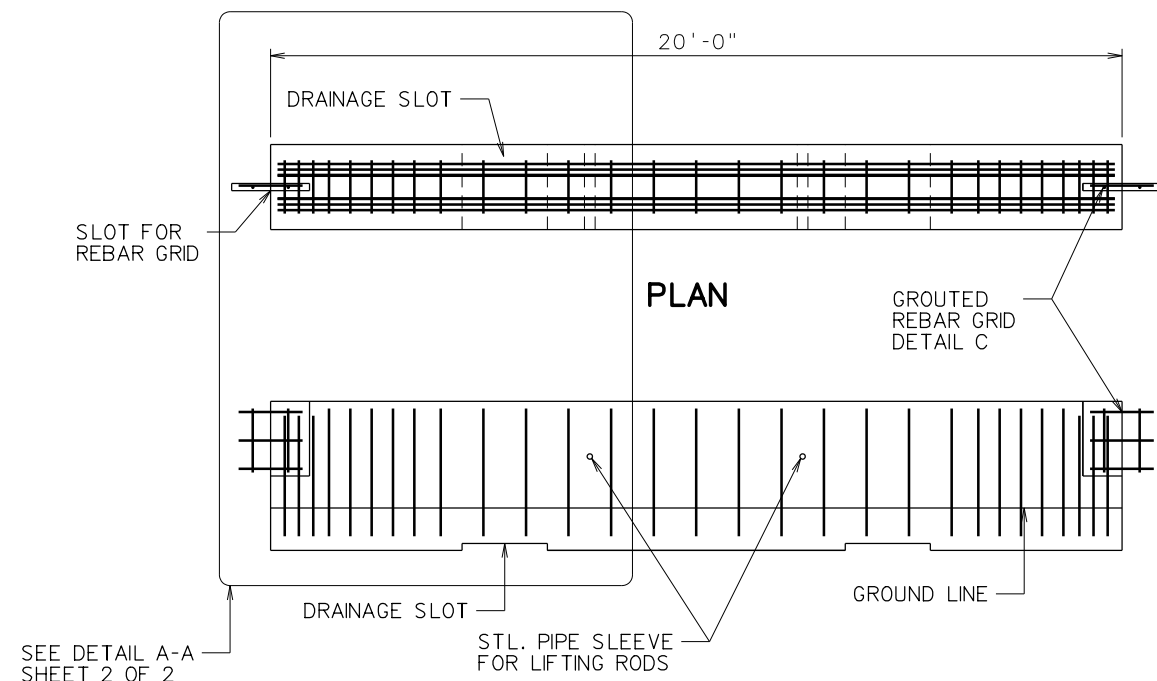 20'-0"
DRAINAGE SLOT
SLOT FOR
REBAR GRID
PLAN
GROUTED
REBAR GRID
DETAIL C
GROUND LINE
DRAINAGE SLOT
STL. PIPE SLEEVE
FOR LIFTING RODS
SEE DETAIL A-A
SHEET 2 OF 2